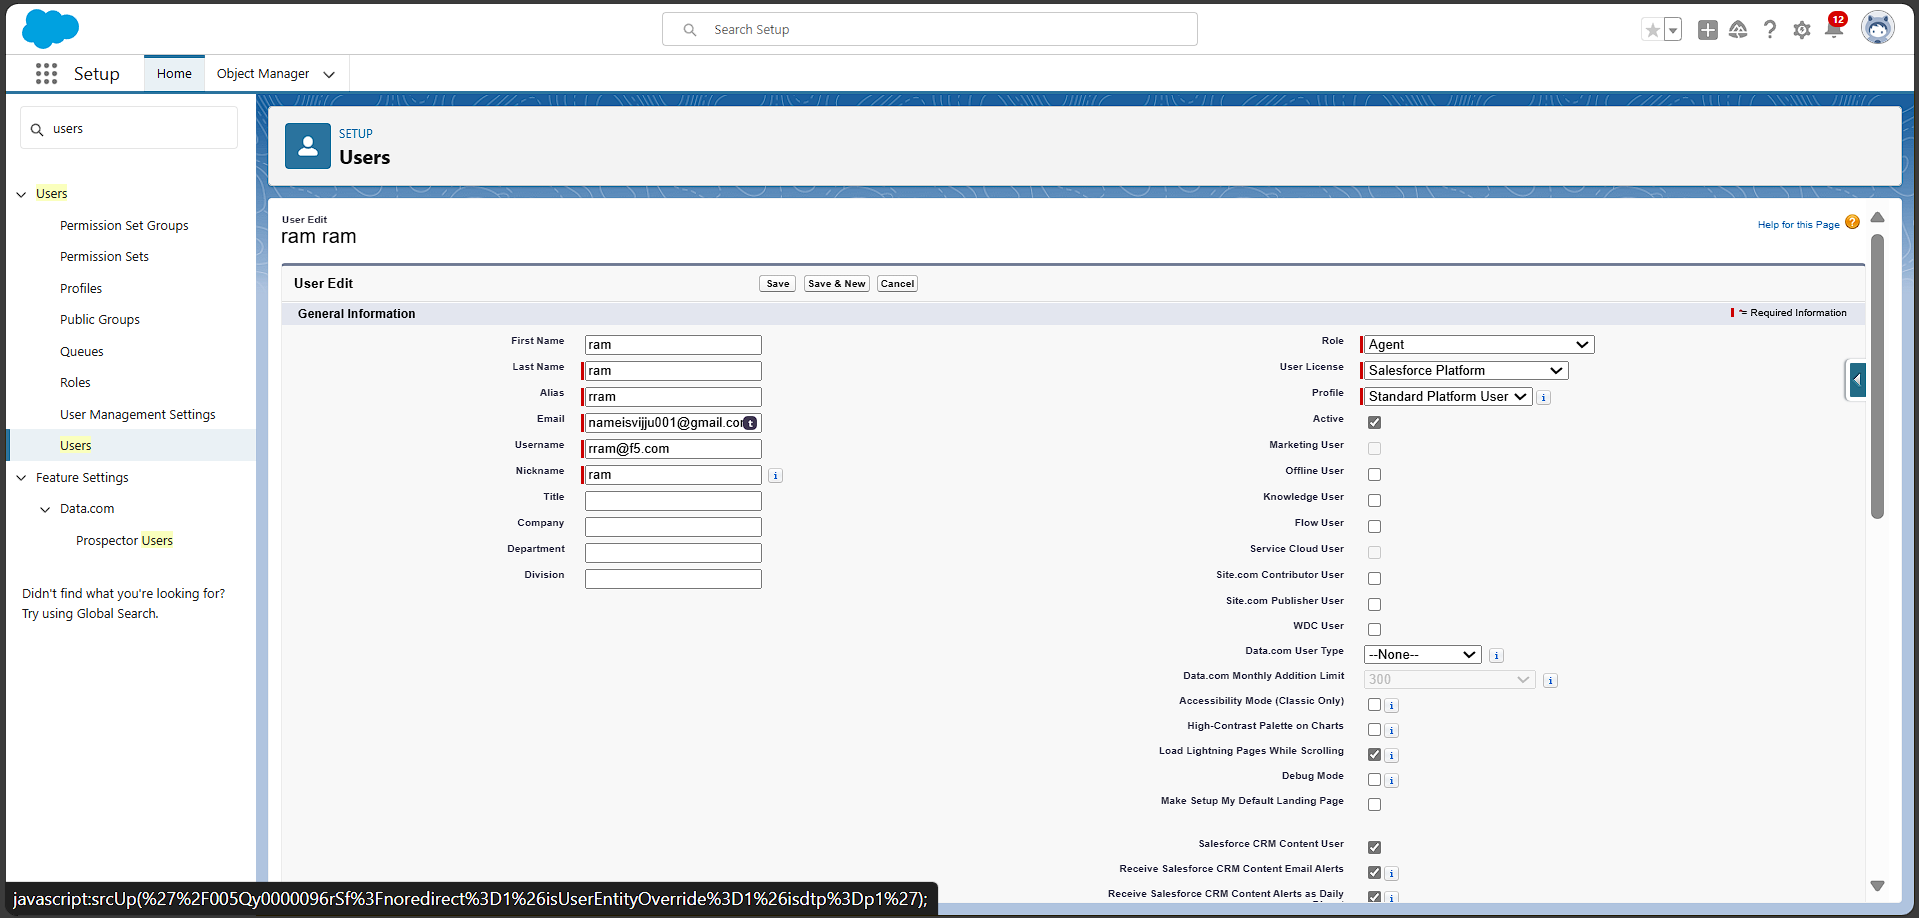 Search Setup
12
Setup
Home
Object Manager
users
Users
Permission Set Groups
Permission Sets
Profiles
Public Groups
Queues
Roles
User Management Settings
Users
Feature Settings
Data.com
Prospector Users
Didn't find what you're looking for?
Try using Global Search.
SETUP
Users
User Edit
ram ram
Help for this Page
User Edit
Save
Save & New
Cancel
General Information
= Required Information
First Name ram
Last Name ram
Alias rram
Email nameisvijju001@gmail.com
Username rram@f5.com
Nickname ram
Title
Company
Department
Division
Role Agent
User License Salesforce Platform
Profile Standard Platform User
Active
Marketing User
Offline User
Knowledge User
Flow User
Service Cloud User
Site.com Contributor User
Site.com Publisher User
WDC User
Data.com User Type --None--
Data.com Monthly Addition Limit 300
Accessibility Mode (Classic Only)
High-Contrast Palette on Charts
Load Lightning Pages While Scrolling
Debug Mode
Make Setup My Default Landing Page
Salesforce CRM Content User
Receive Salesforce CRM Content Email Alerts
Receive Salesforce CRM Content Alerts as Daily
javascript:srcUp(%27%2F005Qy0000096rSf%3Fnoredirect%3D1%26isUserEntityOverride%3D1%26isdtp%3Dp1%27);